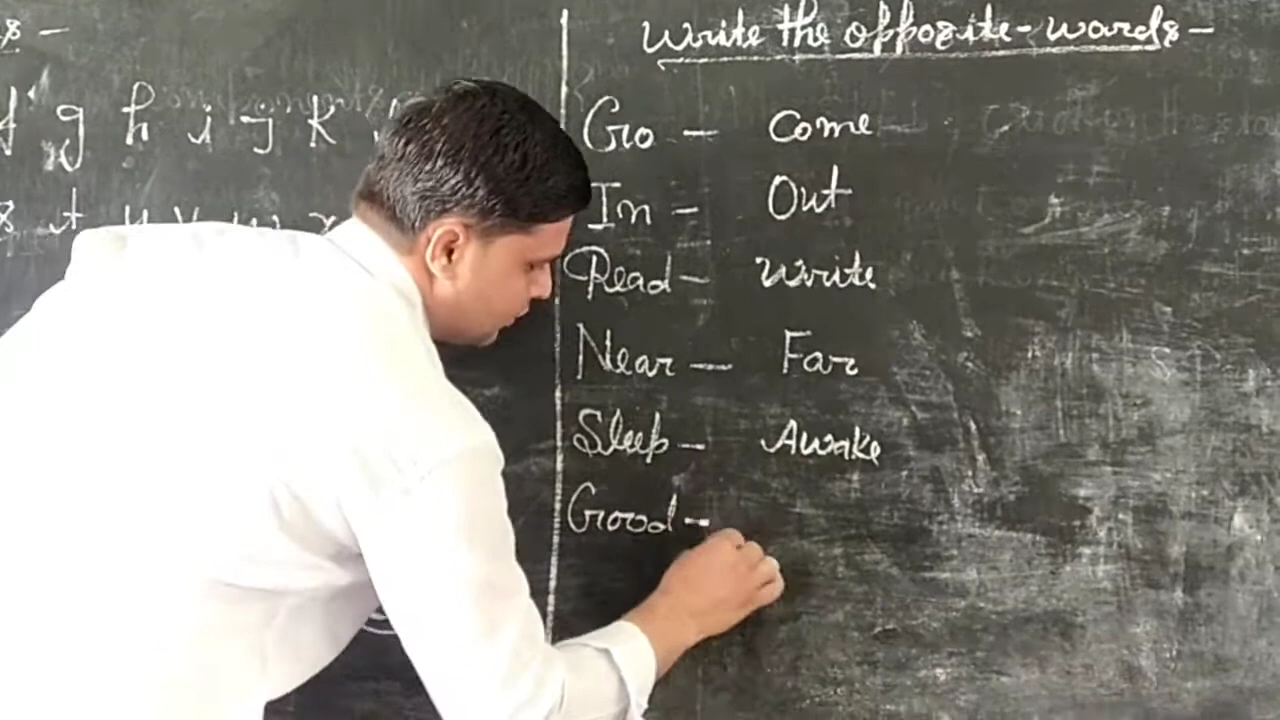 s -
f g h i j k
s t u v w x
Write the opposite-words-
Go - Come
In - Out
Read - Write
Near - Far
Sleep - Awake
Good -